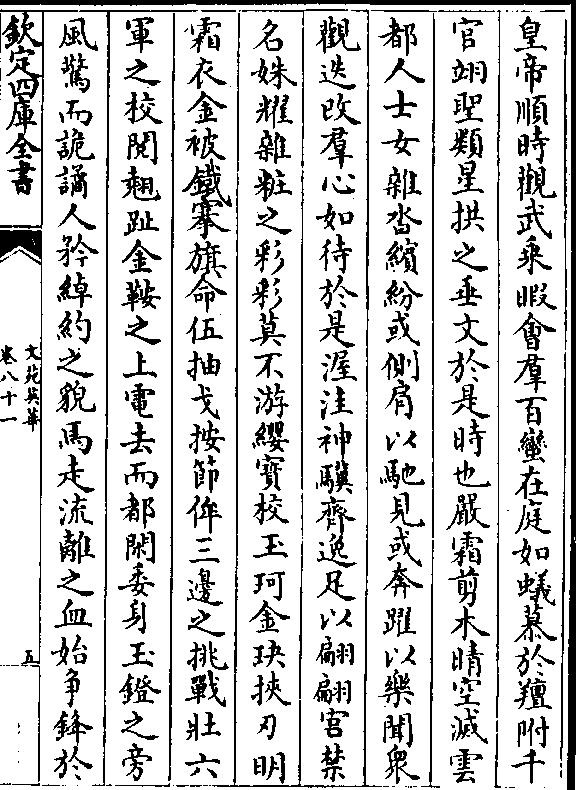 皇帝順時觀武乗暇㑹羣百蠻在庭如蟻慕於羶附千
官翊聖類星拱之垂文於是時也嚴霜剪木晴空滅雲
都人士女雜沓繽紛或側肩以馳見或奔躍以樂聞衆
觀迭改羣心如待於是渥洼神驥齊逸足以翩翩宫禁
名姝耀雜粧之彩彩莫不游纓寳校玉珂金玦挾刃明
霜衣金被鐡搴旗命伍抽戈按節侔三邊之挑戰壯六
軍之校閱翹趾金鞍之上電去而都閑委身玉鐙之旁
風驚而詭譎人矜綽約之貌馬走流離之血始争鋒於
欽定四庫全書
文苑英華
卷八十一
五